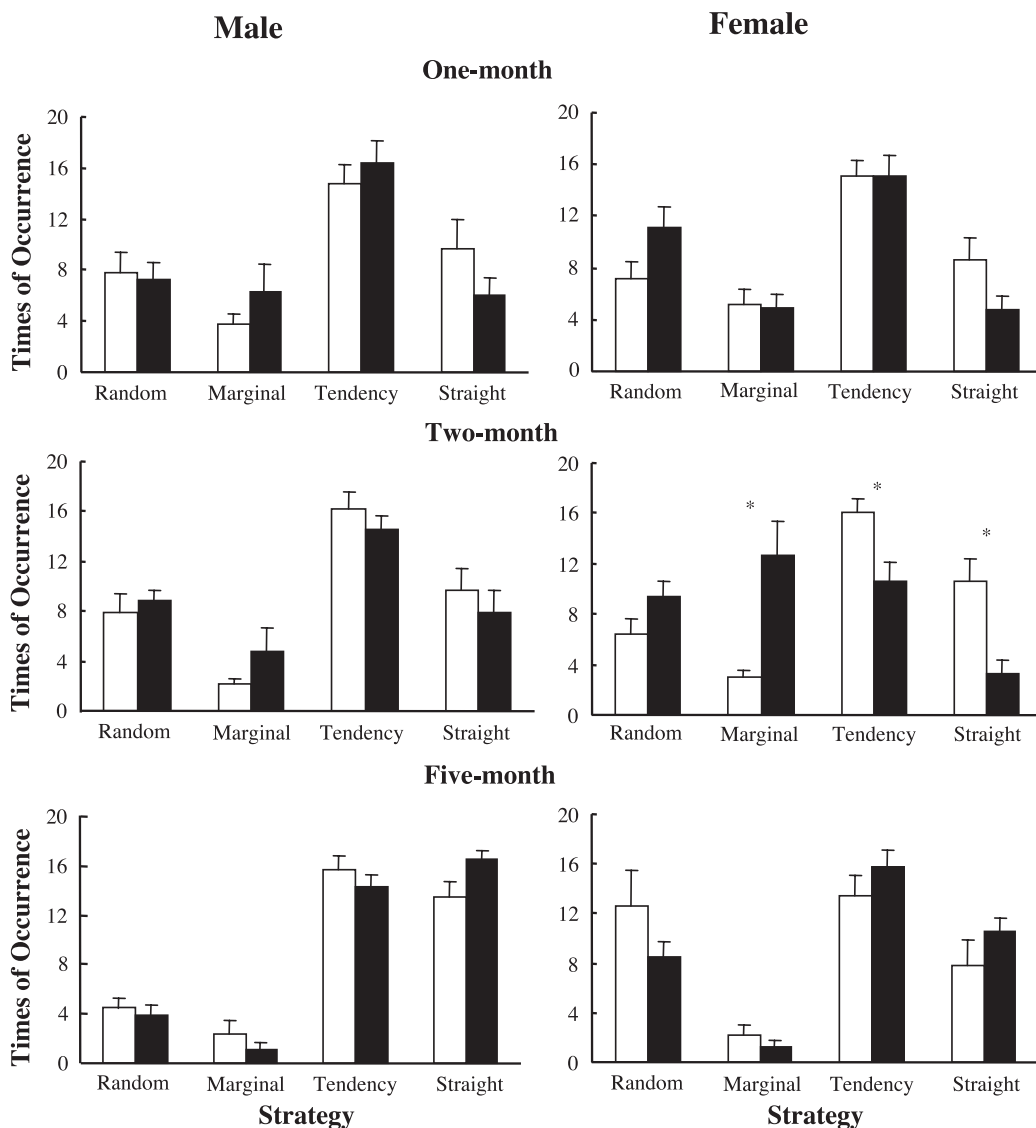 Male Female
One-month
Times of Occurrence
20
16
12
8
4
0
Random Marginal Tendency Straight
20
16
12
8
4
0
Random Marginal Tendency Straight
Two-month
Times of Occurrence
20
16
12
8
4
0
Random Marginal Tendency Straight
20
16
12
8
4
0
* * *
Random Marginal Tendency Straight
Five-month
Times of Occurrence
20
16
12
8
4
0
Random Marginal Tendency Straight
Strategy
20
16
12
8
4
0
Random Marginal Tendency Straight
Strategy